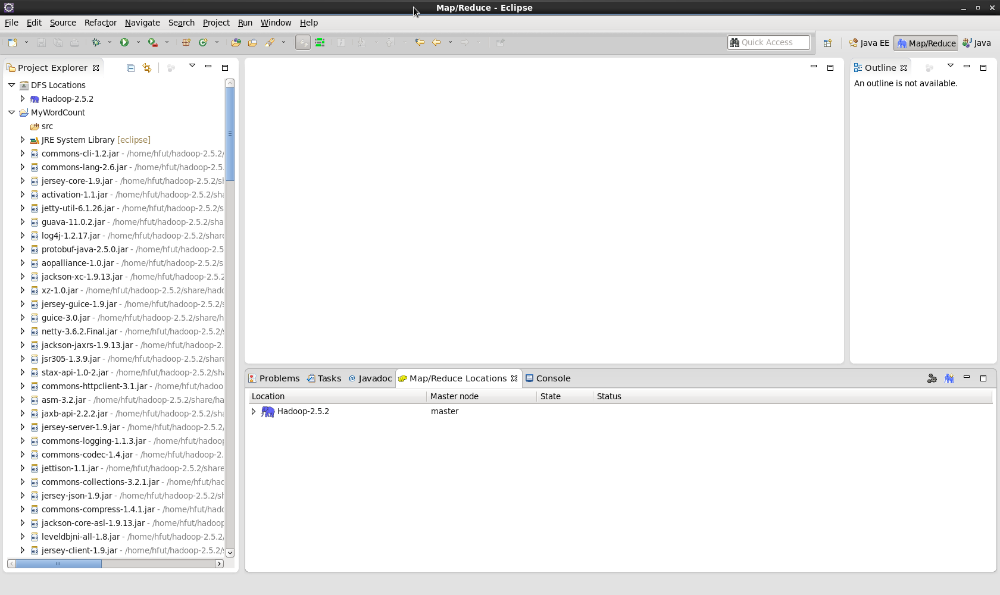 Map/Reduce - Eclipse
File Edit Source Refactor Navigate Search Project Run Window Help
Quick Access
Java EE
Map/Reduce
Java
Project Explorer
DFS Locations
Hadoop-2.5.2
MyWordCount
src
JRE System Library [eclipse]
commons-cli-1.2.jar - /home/hfut/hadoop-2.5.2/
commons-lang-2.6.jar - /home/hfut/hadoop-2.5
jersey-core-1.9.jar - /home/hfut/hadoop-2.5.2/sh
activation-1.1.jar - /home/hfut/hadoop-2.5.2/sha
jetty-util-6.1.26.jar - /home/hfut/hadoop-2.5.2/s
guava-11.0.2.jar - /home/hfut/hadoop-2.5.2/sha
log4j-1.2.17.jar - /home/hfut/hadoop-2.5.2/share
protobuf-java-2.5.0.jar - /home/hfut/hadoop-2.5
aopalliance-1.0.jar - /home/hfut/hadoop-2.5.2/s
jackson-xc-1.9.13.jar - /home/hfut/hadoop-2.5.2
xz-1.0.jar - /home/hfut/hadoop-2.5.2/share/hado
jersey-guice-1.9.jar - /home/hfut/hadoop-2.5.2/s
guice-3.0.jar - /home/hfut/hadoop-2.5.2/share/h
netty-3.6.2.Final.jar - /home/hfut/hadoop-2.5.2/s
jackson-jaxrs-1.9.13.jar - /home/hfut/hadoop-2.
jsr305-1.3.9.jar - /home/hfut/hadoop-2.5.2/share
stax-api-1.0-2.jar - /home/hfut/hadoop-2.5.2/sha
commons-httpclient-3.1.jar - /home/hfut/hadoo
asm-3.2.jar - /home/hfut/hadoop-2.5.2/share/ha
jaxb-api-2.2.2.jar - /home/hfut/hadoop-2.5.2/sha
jersey-server-1.9.jar - /home/hfut/hadoop-2.5.2/
commons-logging-1.1.3.jar - /home/hfut/hadoop
commons-codec-1.4.jar - /home/hfut/hadoop-2.
jettison-1.1.jar - /home/hfut/hadoop-2.5.2/share
commons-collections-3.2.1.jar - /home/hfut/had
jersey-json-1.9.jar - /home/hfut/hadoop-2.5.2/sh
commons-compress-1.4.1.jar - /home/hfut/hado
jackson-core-asl-1.9.13.jar - /home/hfut/hadoop
leveldbjni-all-1.8.jar - /home/hfut/hadoop-2.5.2/
jersey-client-1.9.jar - /home/hfut/hadoop-2.5.2/s
Outline
An outline is not available.
Problems Tasks @ Javadoc Map/Reduce Locations Console
Location Master node State Status
Hadoop-2.5.2 master